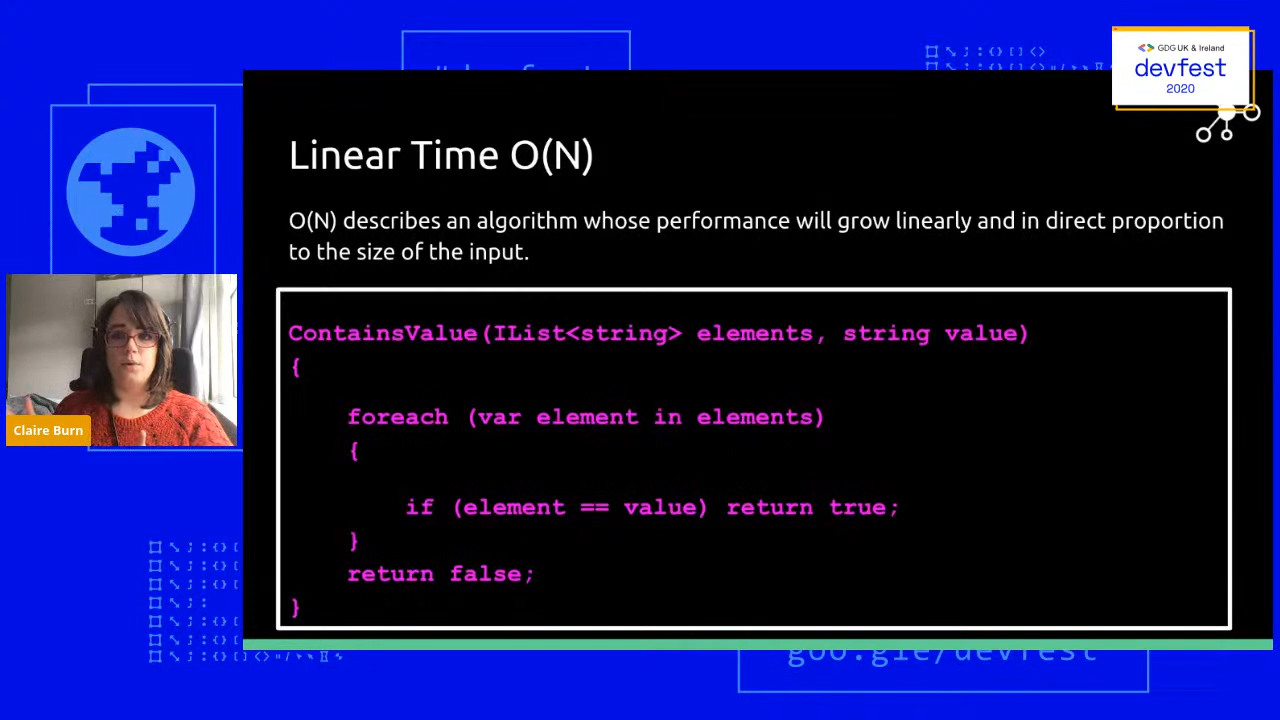 GDG UK & Ireland
devfest
2020
Linear Time O(N)
O(N) describes an algorithm whose performance will grow linearly and in direct proportion
to the size of the input.
ContainsValue(IList<string> elements, string value)
{
foreach (var element in elements)
{
if (element == value) return true;
}
return false;
}
Claire Burn
goo.gle/devfest